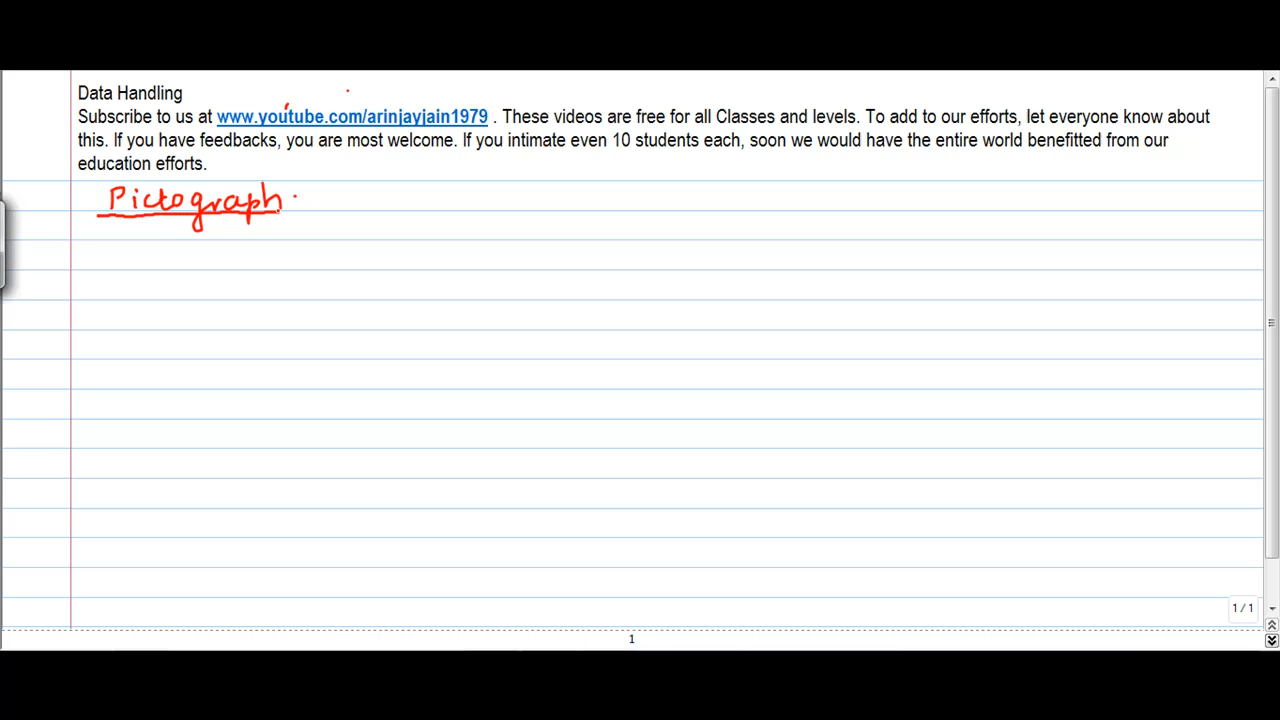 Data Handling
Subscribe to us at www.youtube.com/arinjayjain1979 . These videos are free for all Classes and levels. To add to our efforts, let everyone know about
this. If you have feedbacks, you are most welcome. If you intimate even 10 students each, soon we would have the entire world benefitted from our
education efforts.
Pictograph
1 / 1
1